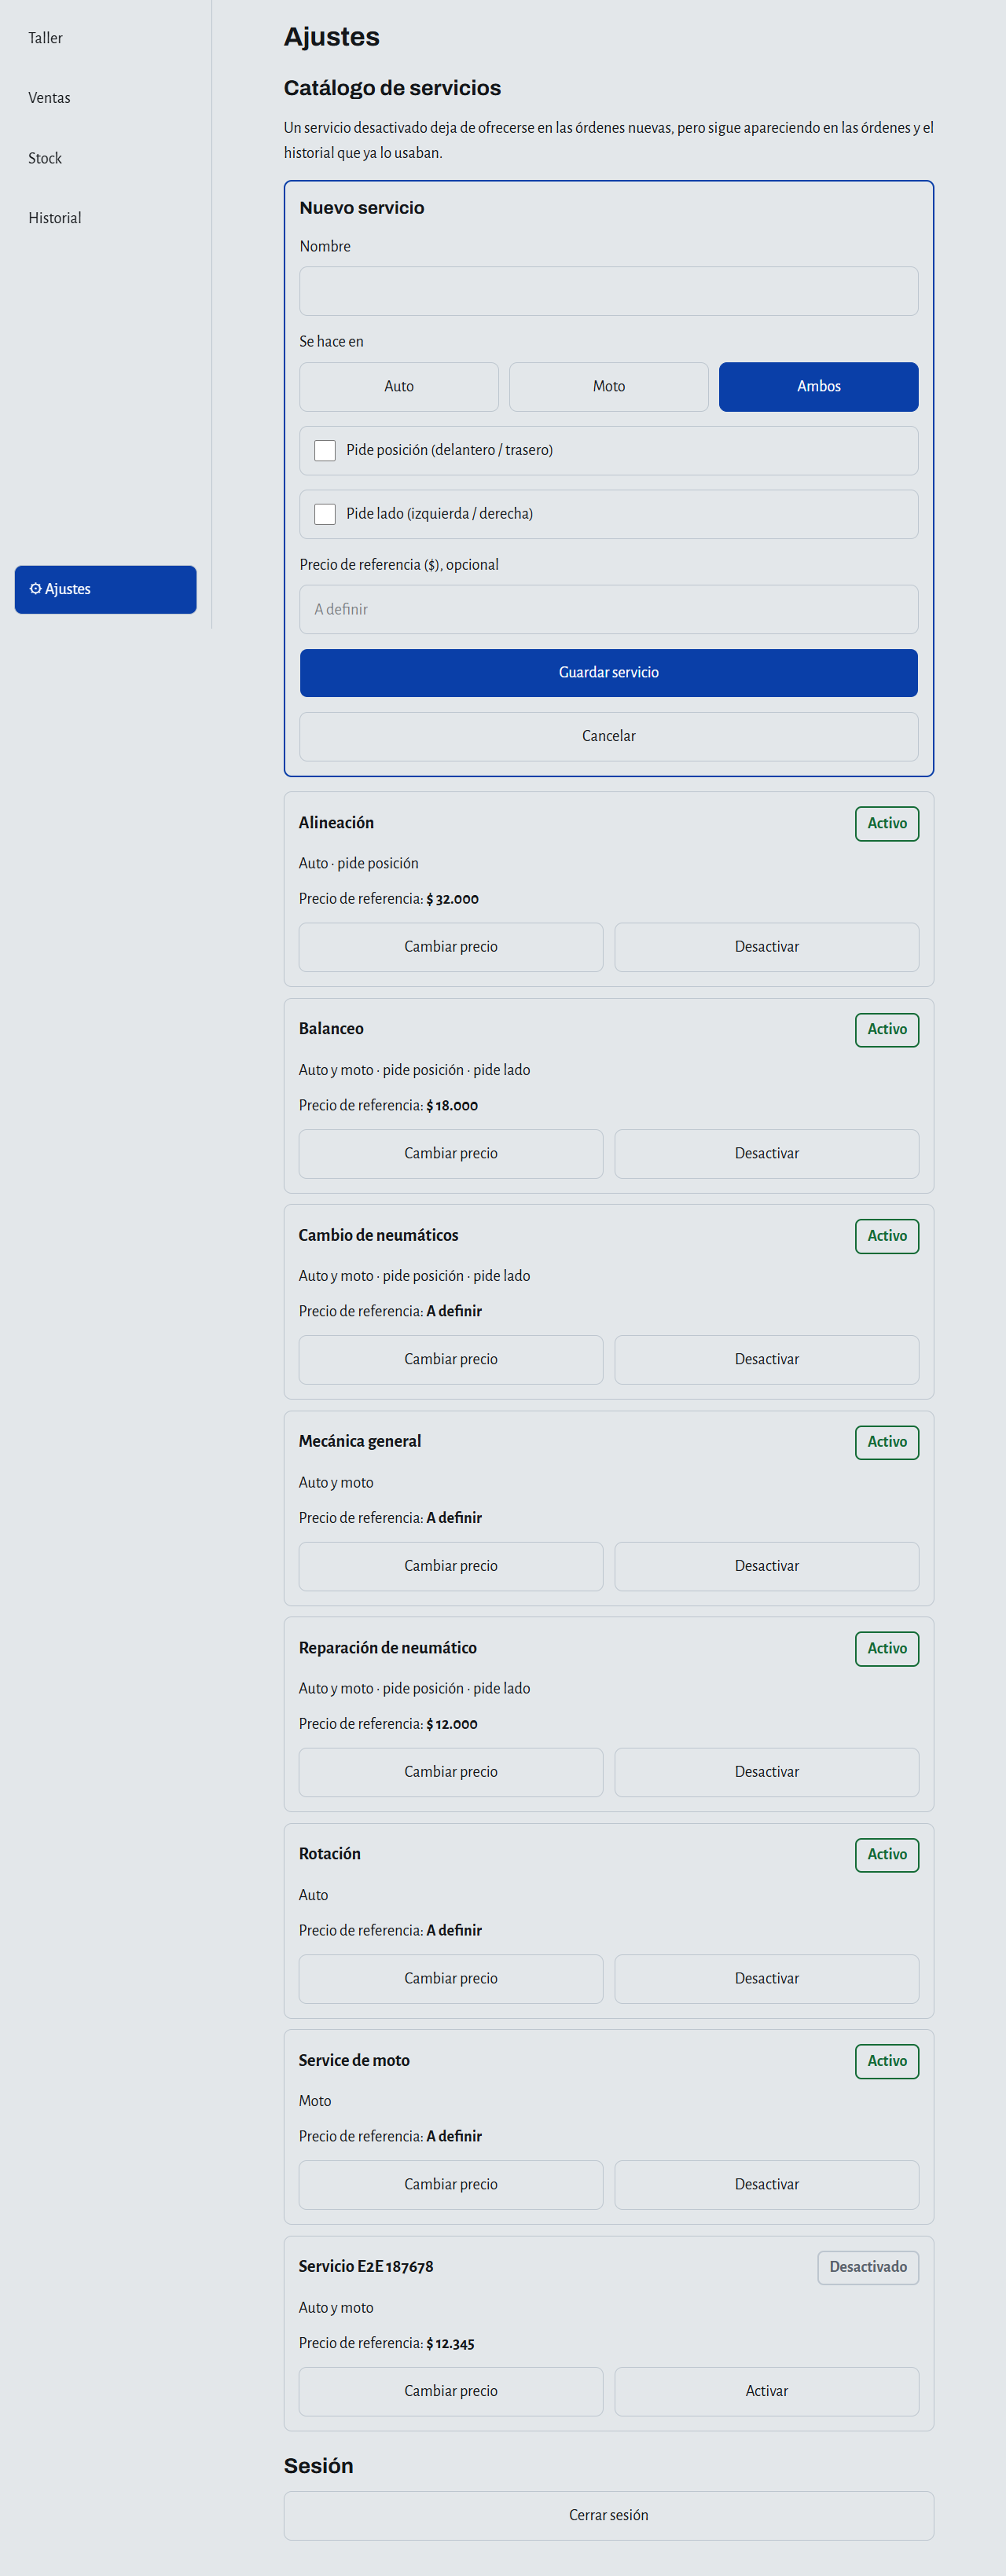 Taller
Ventas
Stock
Historial
⚙ Ajustes
Ajustes
Catálogo de servicios
Un servicio desactivado deja de ofrecerse en las órdenes nuevas, pero sigue apareciendo en las órdenes y el
historial que ya lo usaban.
Nuevo servicio
Nombre
Se hace en
Auto
Moto
Ambos
Pide posición (delantero / trasero)
Pide lado (izquierda / derecha)
Precio de referencia ($), opcional
A definir
Guardar servicio
Cancelar
Alineación
Activo
Auto · pide posición
Precio de referencia: $ 32.000
Cambiar precio
Desactivar
Balanceo
Activo
Auto y moto · pide posición · pide lado
Precio de referencia: $ 18.000
Cambiar precio
Desactivar
Cambio de neumáticos
Activo
Auto y moto · pide posición · pide lado
Precio de referencia: A definir
Cambiar precio
Desactivar
Mecánica general
Activo
Auto y moto
Precio de referencia: A definir
Cambiar precio
Desactivar
Reparación de neumático
Activo
Auto y moto · pide posición · pide lado
Precio de referencia: $ 12.000
Cambiar precio
Desactivar
Rotación
Activo
Auto
Precio de referencia: A definir
Cambiar precio
Desactivar
Service de moto
Activo
Moto
Precio de referencia: A definir
Cambiar precio
Desactivar
Servicio E2E 187678
Desactivado
Auto y moto
Precio de referencia: $ 12.345
Cambiar precio
Activar
Sesión
Cerrar sesión